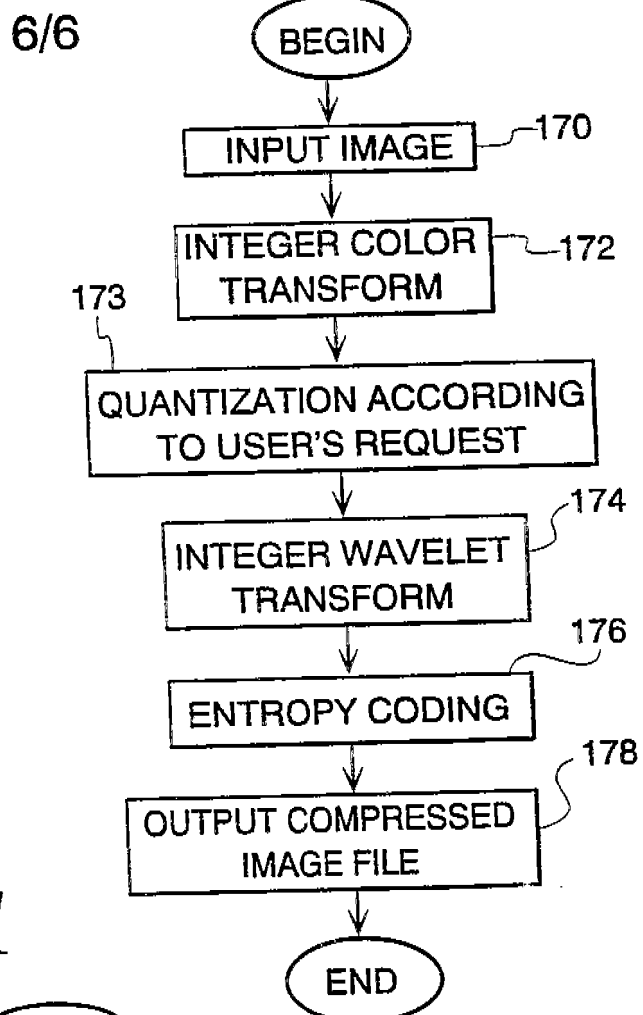 6/6
BEGIN
INPUT IMAGE
170
INTEGER COLOR
TRANSFORM
172
173
QUANTIZATION ACCORDING
TO USER'S REQUEST
174
INTEGER WAVELET
TRANSFORM
176
ENTROPY CODING
178
OUTPUT COMPRESSED
IMAGE FILE
END